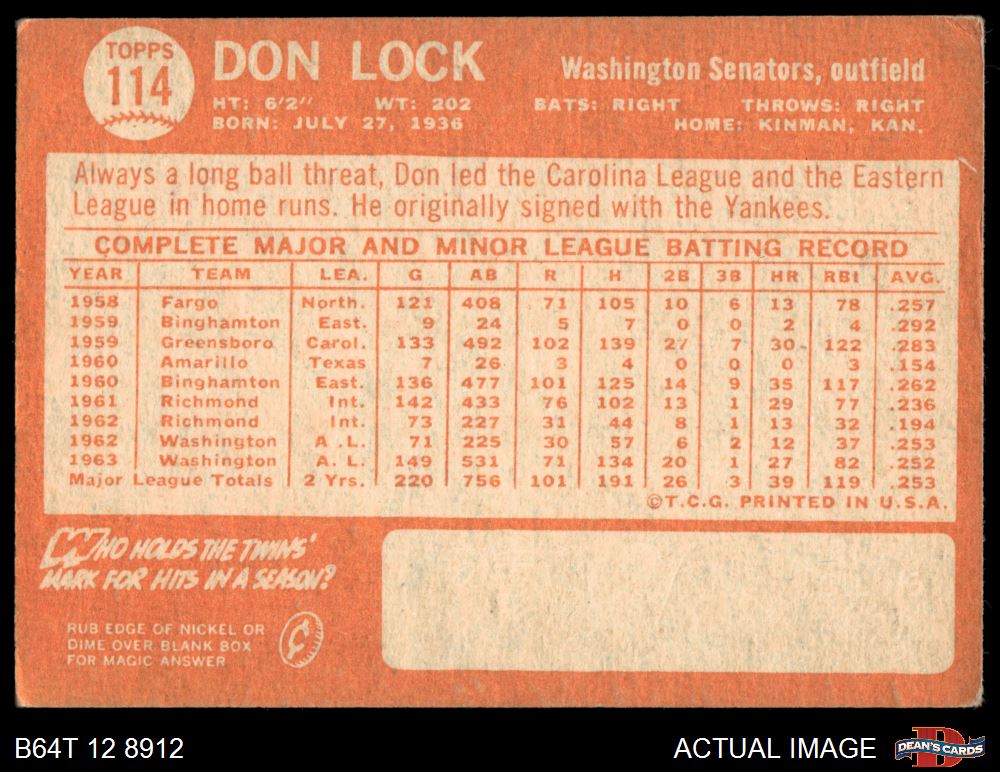 TOPPS
114
DON LOCK
Washington Senators, outfield
HT: 6'2" WT: 202 BATS: RIGHT THROWS: RIGHT
BORN: JULY 27, 1936 HOME: KINMAN, KAN.
Always a long ball threat, Don led the Carolina League and the Eastern
League in home runs. He originally signed with the Yankees.
COMPLETE MAJOR AND MINOR LEAGUE BATTING RECORD
YEAR TEAM LEA. G AB R H 2B 3B HR RBI AVG.
1958 Fargo North. 121 408 71 105 10 6 13 78 .257
1959 Binghamton East. 9 24 5 7 0 0 2 4 .292
1959 Greensboro Carol. 133 492 102 139 27 7 30 122 .283
1960 Amarillo Texas 7 26 3 4 0 0 0 3 .154
1960 Binghamton East. 136 477 101 125 14 9 35 117 .262
1961 Richmond Int. 142 433 76 102 13 1 29 77 .236
1962 Richmond Int. 73 227 31 44 8 1 13 32 .194
1962 Washington A.L. 71 225 30 57 6 2 12 37 .253
1963 Washington A.L. 149 531 71 134 20 1 27 82 .252
Major League Totals 2 Yrs. 220 756 101 191 26 3 39 119 .253
©T.C.G. PRINTED IN U.S.A.
WHO HOLDS THE TWINS'
MARK FOR HITS IN A SEASON?
RUB EDGE OF NICKEL OR
DIME OVER BLANK BOX
FOR MAGIC ANSWER
B64T 12 8912
ACTUAL IMAGE
D
DEAN'S CARDS